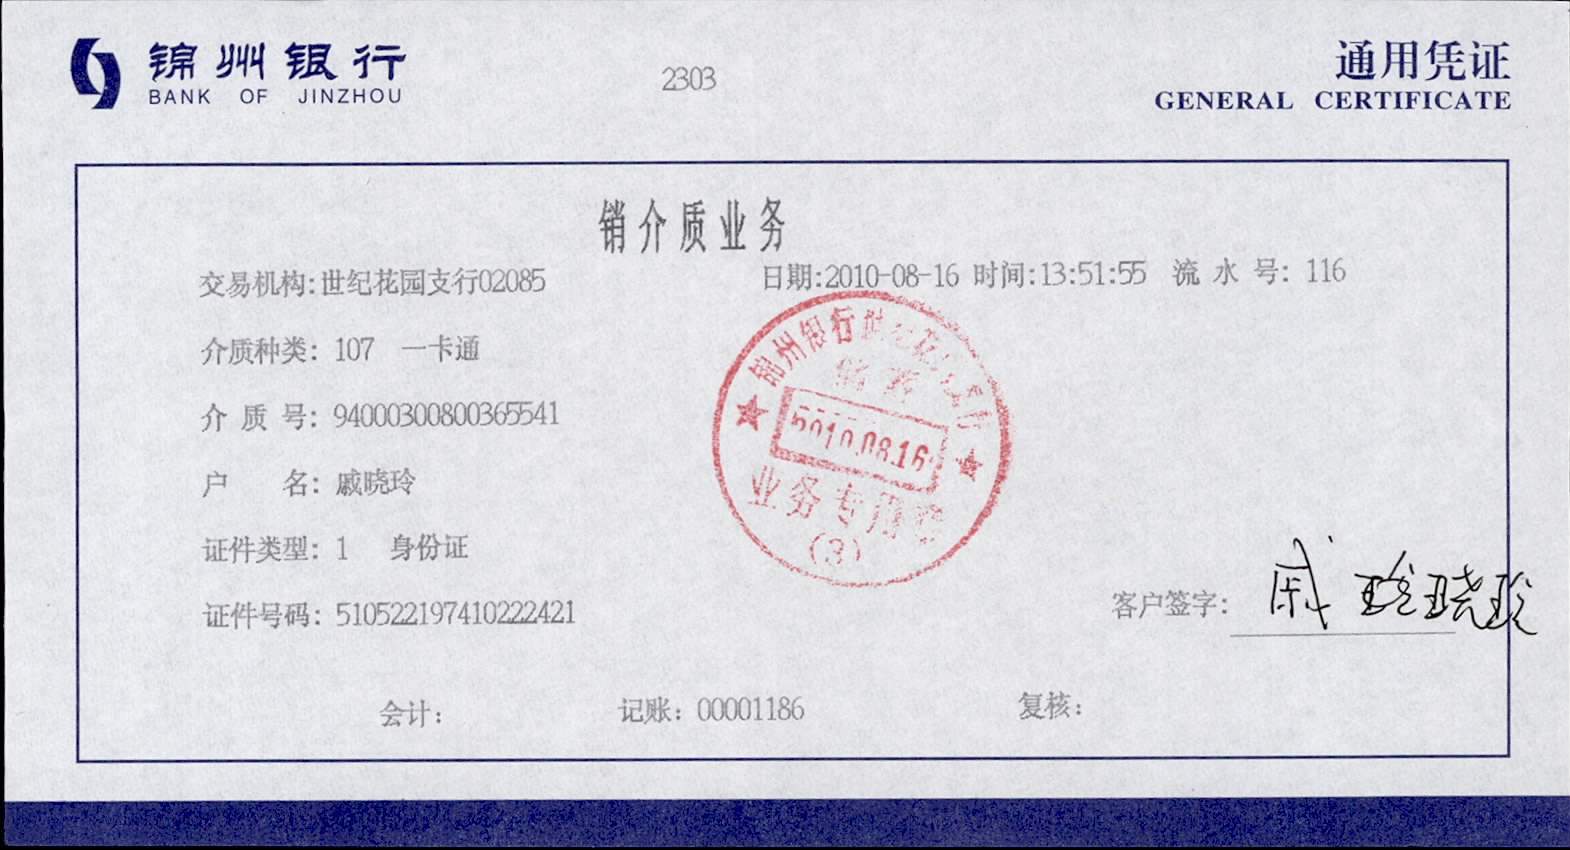 锦州银行
BANK OF JINZHOU
2303
通用凭证
GENERAL CERTIFICATE
销介质业务
交易机构:世纪花园支行02085
日期:2010-08-16 时间:13:51:55 流 水 号: 116
介质种类: 107 一卡通
介 质 号: 94000300800365541
户 名: 戚晓玲
证件类型: 1 身份证
证件号码: 510522197410222421
锦州银行世纪花
2010.08.16
业务专用章
(3)
客户签字: 戚玲晓玲
会计:
记账: 00001186
复核: